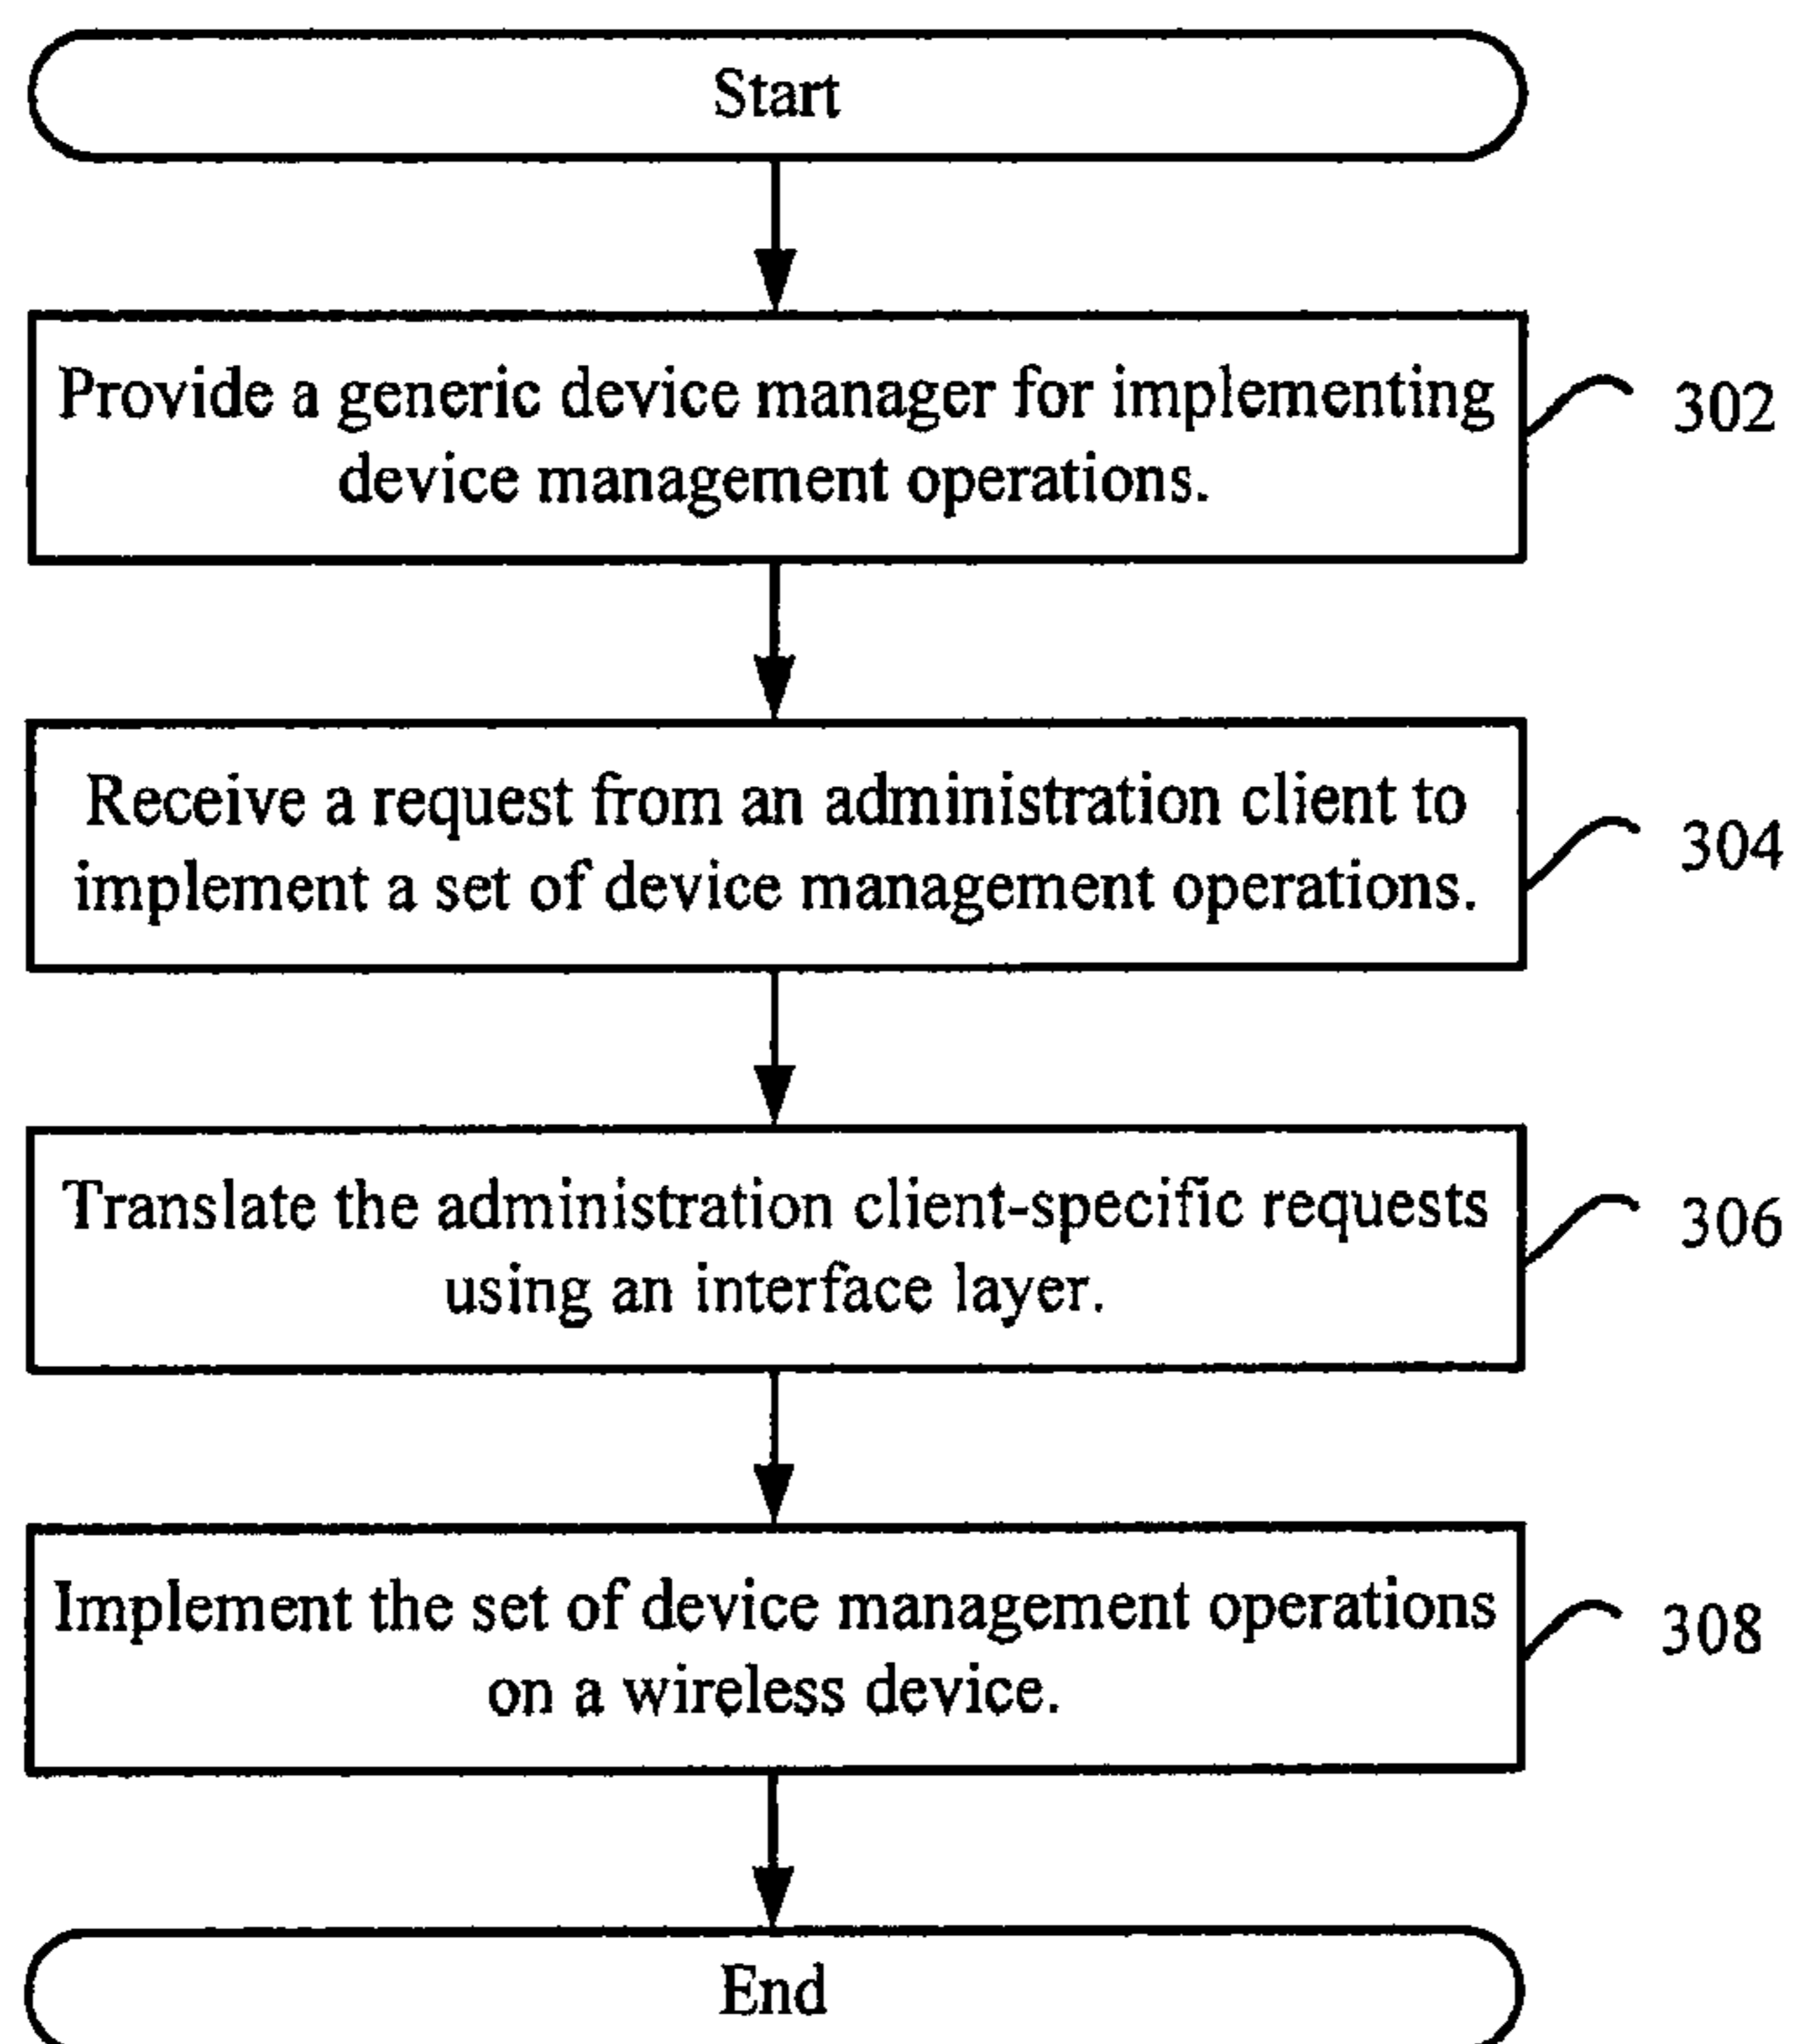 Start
Provide a generic device manager for implementing
device management operations.
302
Receive a request from an administration client to
implement a set of device management operations.
304
Translate the administration client-specific requests
using an interface layer.
306
Implement the set of device management operations
on a wireless device.
308
End